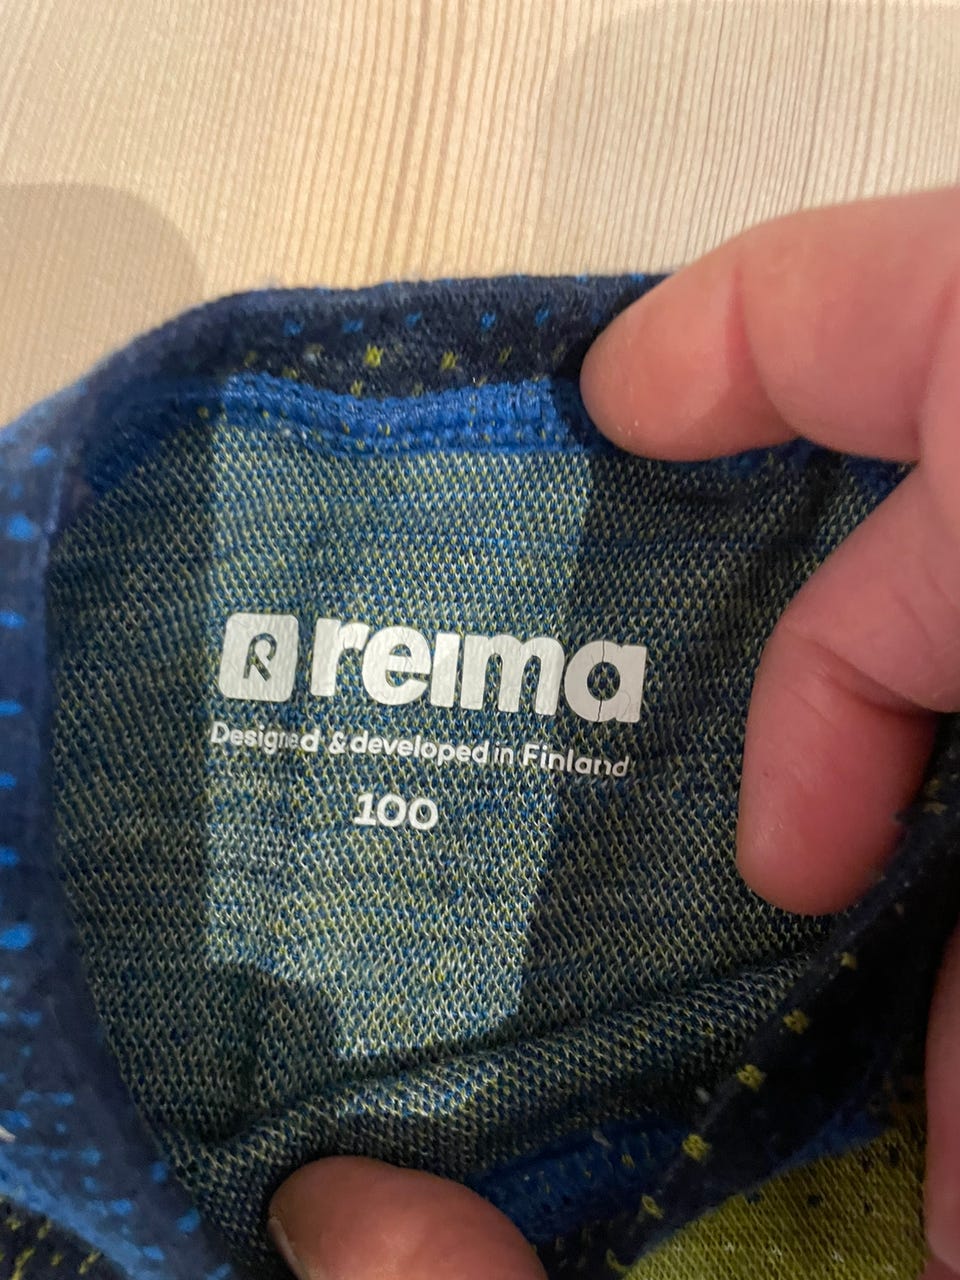 R reima
Designed & developed in Finland
100